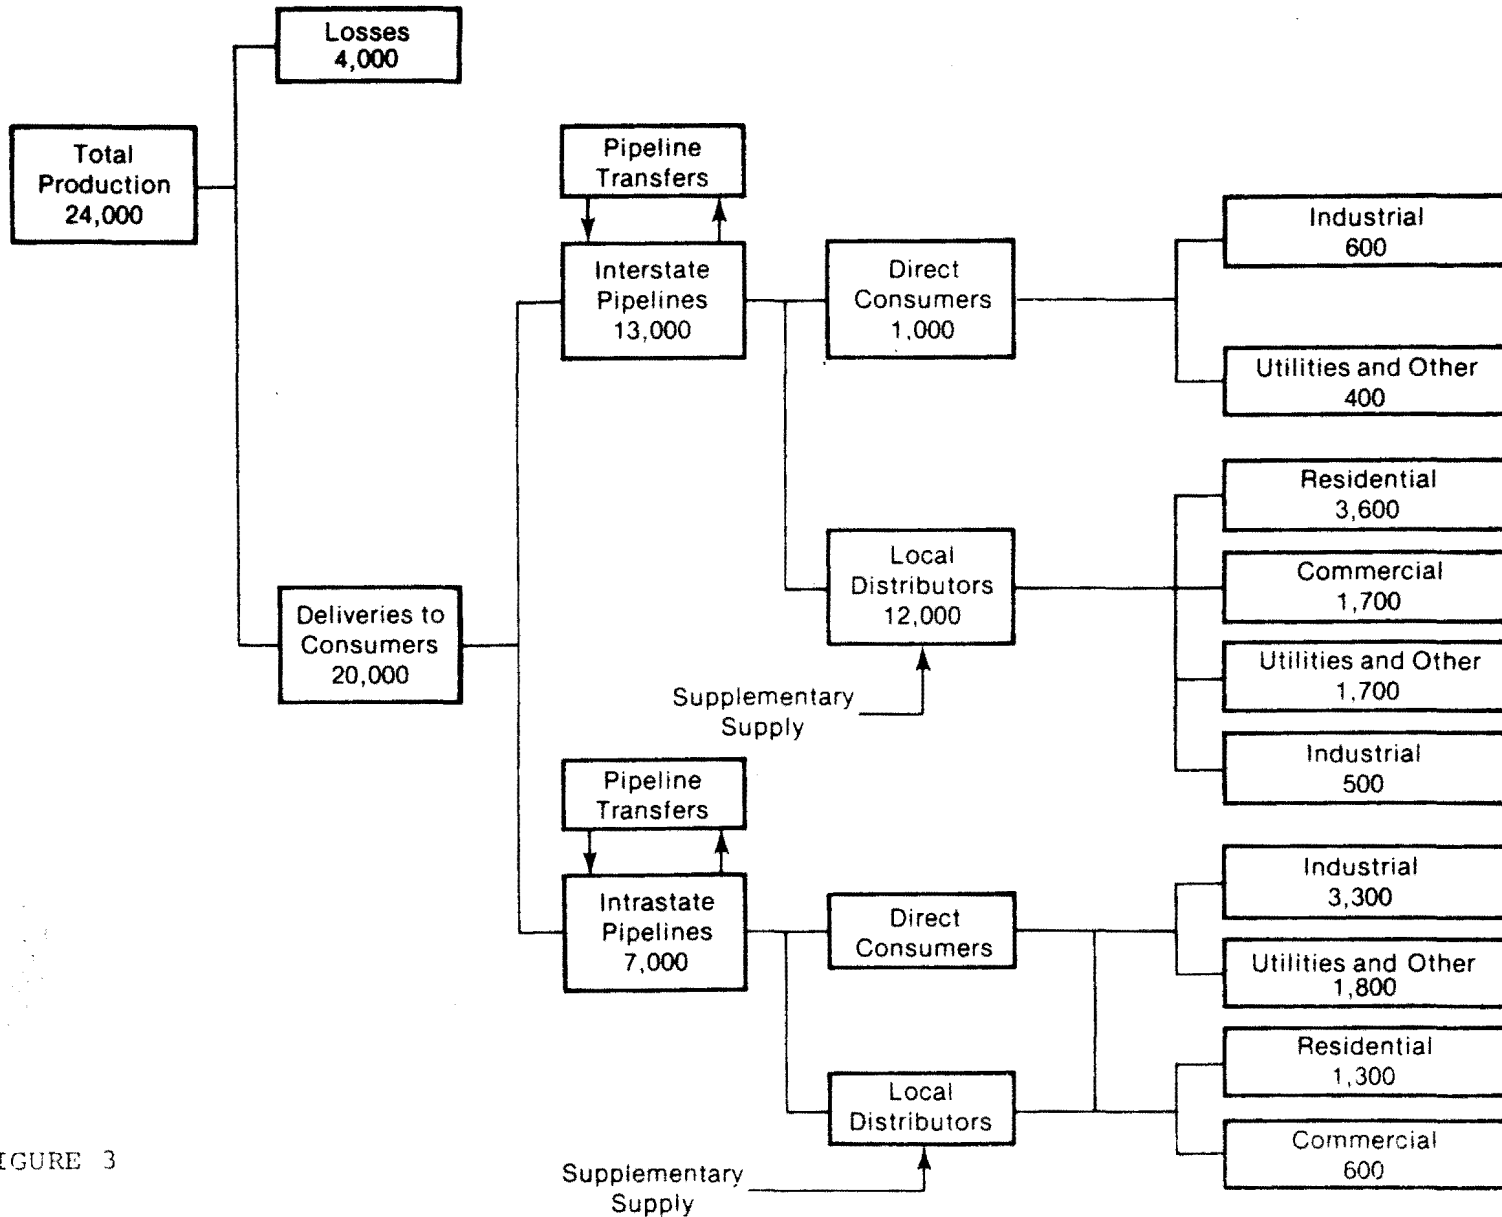 Losses
4,000
Total
Production
24,000
Pipeline
Transfers
Interstate
Pipelines
13,000
Direct
Consumers
1,000
Industrial
600
Utilities and Other
400
Residential
3,600
Commercial
1,700
Utilities and Other
1,700
Industrial
500
Local
Distributors
12,000
Supplementary
Supply
Deliveries to
Consumers
20,000
Pipeline
Transfers
Intrastate
Pipelines
7,000
Direct
Consumers
Industrial
3,300
Utilities and Other
1,800
Residential
1,300
Commercial
600
Local
Distributors
Supplementary
Supply
IGURE 3